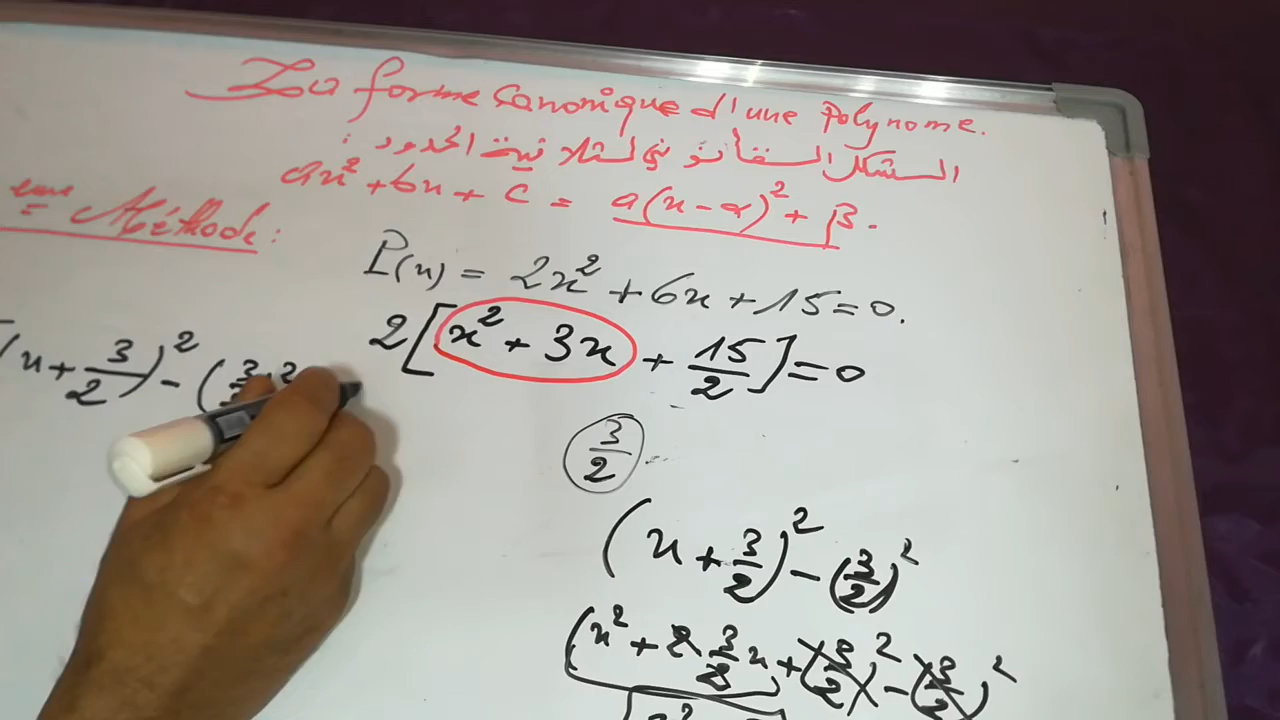 La forme Canonique d'une Polynome.
الشكل النموذجي لثلاثية الحدود :
ax² + bx + c = a(x - α)² + β.
eme Méthode :
P(x) = 2x² + 6x + 15 = 0.
2[x² + 3x + 15/2] = 0
(x + 3/2)² - (3/2)²
3/2
(x + 3/2)² - (3/2)²
(x² + 2 3/2 x + (3/2)² - (3/2)²